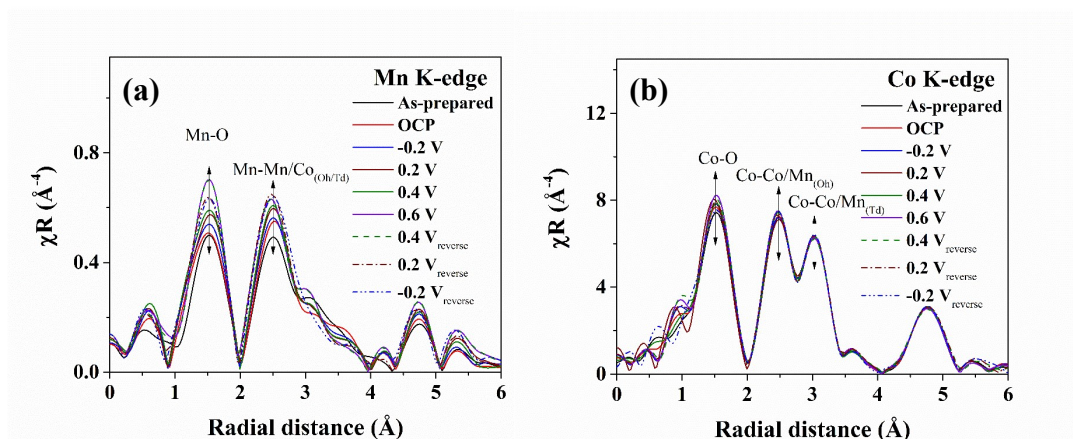 (a)
Mn K-edge
As-prepared
OCP
-0.2 V
0.2 V
0.4 V
0.6 V
0.4 Vreverse
0.2 Vreverse
-0.2 Vreverse
Mn-O
Mn-Mn/Co(Oh/Td)
0.8
0.4
0.0
0 1 2 3 4 5 6
χR (Å-4)
Radial distance (Å)
(b)
Co K-edge
As-prepared
OCP
-0.2 V
0.2 V
0.4 V
0.6 V
0.4 Vreverse
0.2 Vreverse
-0.2 Vreverse
Co-O
Co-Co/Mn(Oh)
Co-Co/Mn(Td)
12
8
4
0
0 1 2 3 4 5 6
χR (Å-4)
Radial distance (Å)